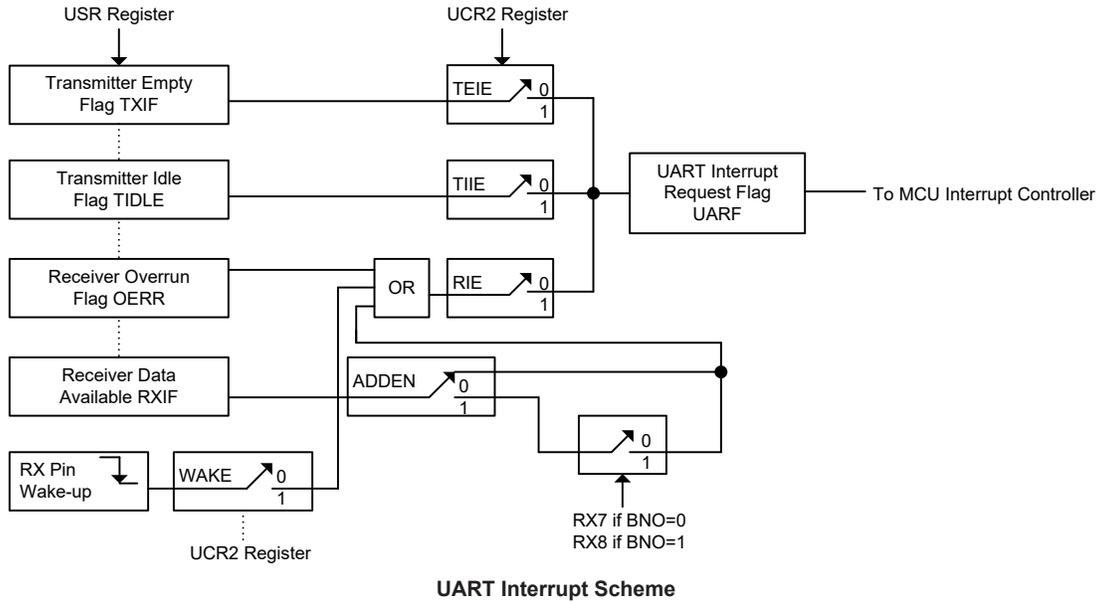 USR Register
UCR2 Register
Transmitter Empty
Flag TXIF
TEIE
0
1
Transmitter Idle
Flag TIDLE
TIIE
0
1
UART Interrupt
Request Flag
UARF
To MCU Interrupt Controller
Receiver Overrun
Flag OERR
OR
RIE
0
1
Receiver Data
Available RXIF
ADDEN
0
1
0
1
RX Pin
Wake-up
WAKE
0
1
RX7 if BNO=0
RX8 if BNO=1
UCR2 Register
UART Interrupt Scheme